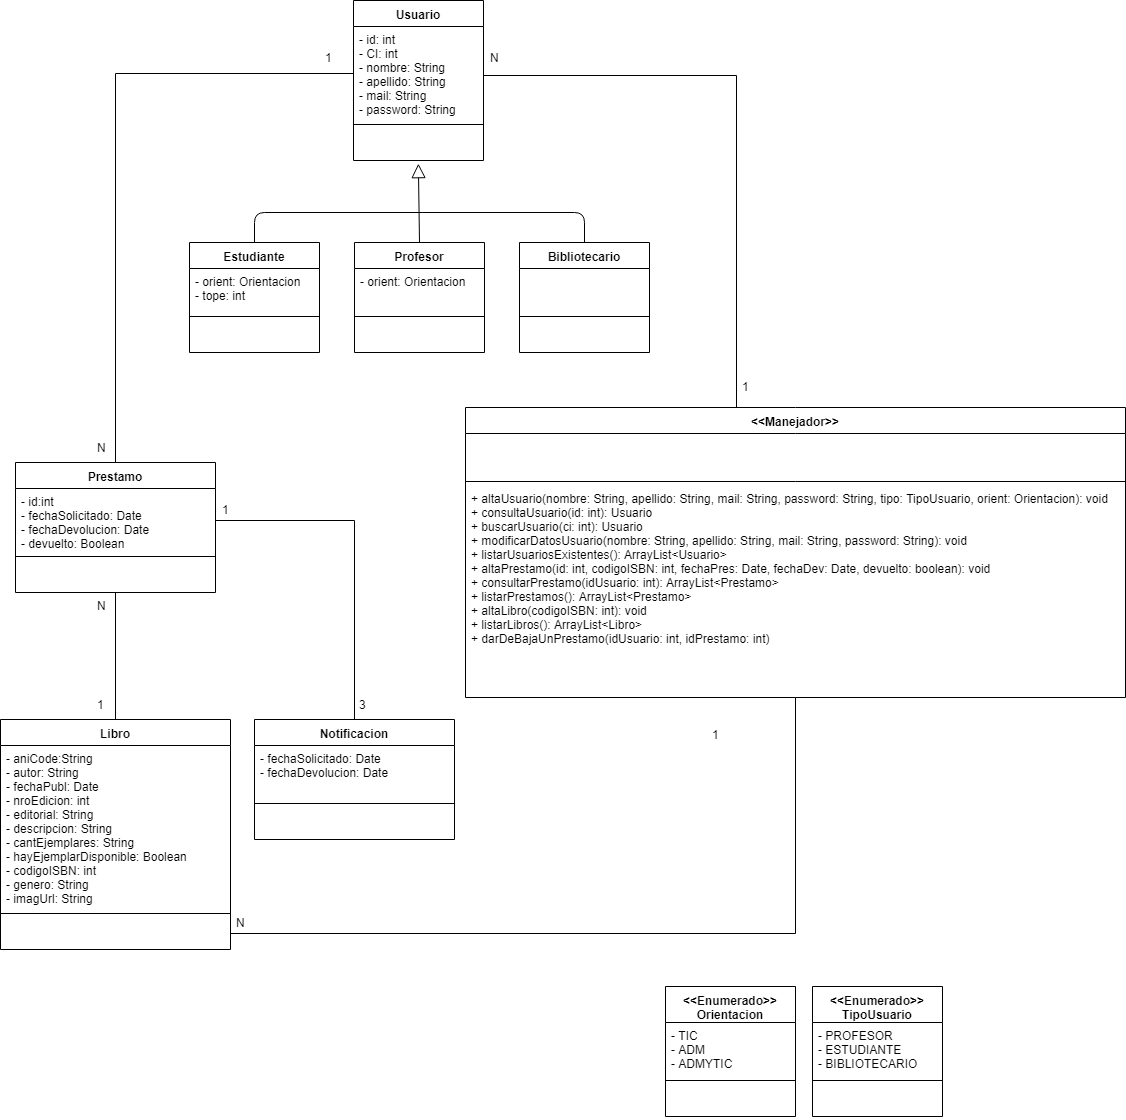 Usuario
- id: int
- CI: int
- nombre: String
- apellido: String
- mail: String
- password: String
1
N
Estudiante
- orient: Orientacion
- tope: int
Profesor
- orient: Orientacion
Bibliotecario
1
N
<<Manejador>>
+ altaUsuario(nombre: String, apellido: String, mail: String, password: String, tipo: TipoUsuario, orient: Orientacion): void
+ consultaUsuario(id: int): Usuario
+ buscarUsuario(ci: int): Usuario
+ modificarDatosUsuario(nombre: String, apellido: String, mail: String, password: String): void
+ listarUsuariosExistentes(): ArrayList<Usuario>
+ altaPrestamo(id: int, codigoISBN: int, fechaPres: Date, fechaDev: Date, devuelto: boolean): void
+ consultarPrestamo(idUsuario: int): ArrayList<Prestamo>
+ listarPrestamos(): ArrayList<Prestamo>
+ altaLibro(codigoISBN: int): void
+ listarLibros(): ArrayList<Libro>
+ darDeBajaUnPrestamo(idUsuario: int, idPrestamo: int)
Prestamo
- id:int
- fechaSolicitado: Date
- fechaDevolucion: Date
- devuelto: Boolean
1
N
1
3
1
Libro
- aniCode:String
- autor: String
- fechaPubl: Date
- nroEdicion: int
- editorial: String
- descripcion: String
- cantEjemplares: String
- hayEjemplarDisponible: Boolean
- codigoISBN: int
- genero: String
- imagUrl: String
Notificacion
- fechaSolicitado: Date
- fechaDevolucion: Date
N
<<Enumerado>>
Orientacion
- TIC
- ADM
- ADMYTIC
<<Enumerado>>
TipoUsuario
- PROFESOR
- ESTUDIANTE
- BIBLIOTECARIO